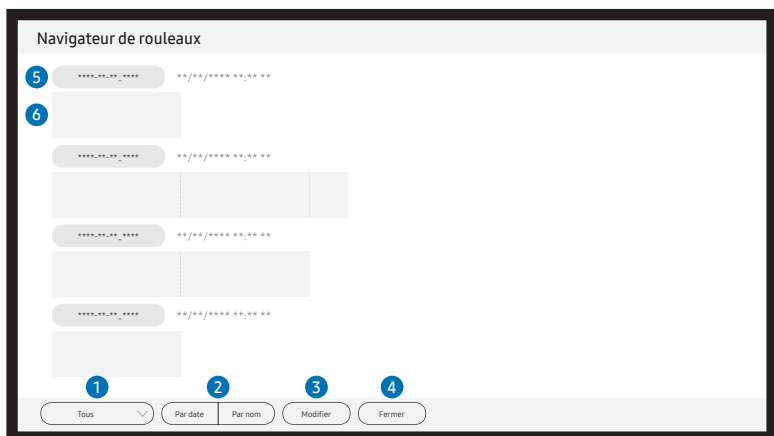 Navigateur de rouleaux
5 ****-**-**_**** **/**/**** **:** **
6
****-**-**_**** **/**/**** **:** **
****-**-**_**** **/**/**** **:** **
****-**-**_**** **/**/**** **:** **
1 2 3 4
Tous Par date Par nom Modifier Fermer